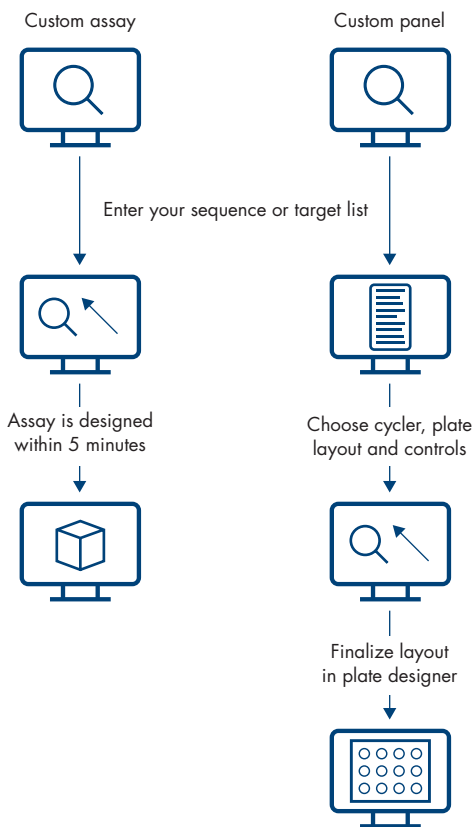 Custom assay
Custom panel
Enter your sequence or target list
Assay is designed
within 5 minutes
Choose cycler, plate
layout and controls
Finalize layout
in plate designer